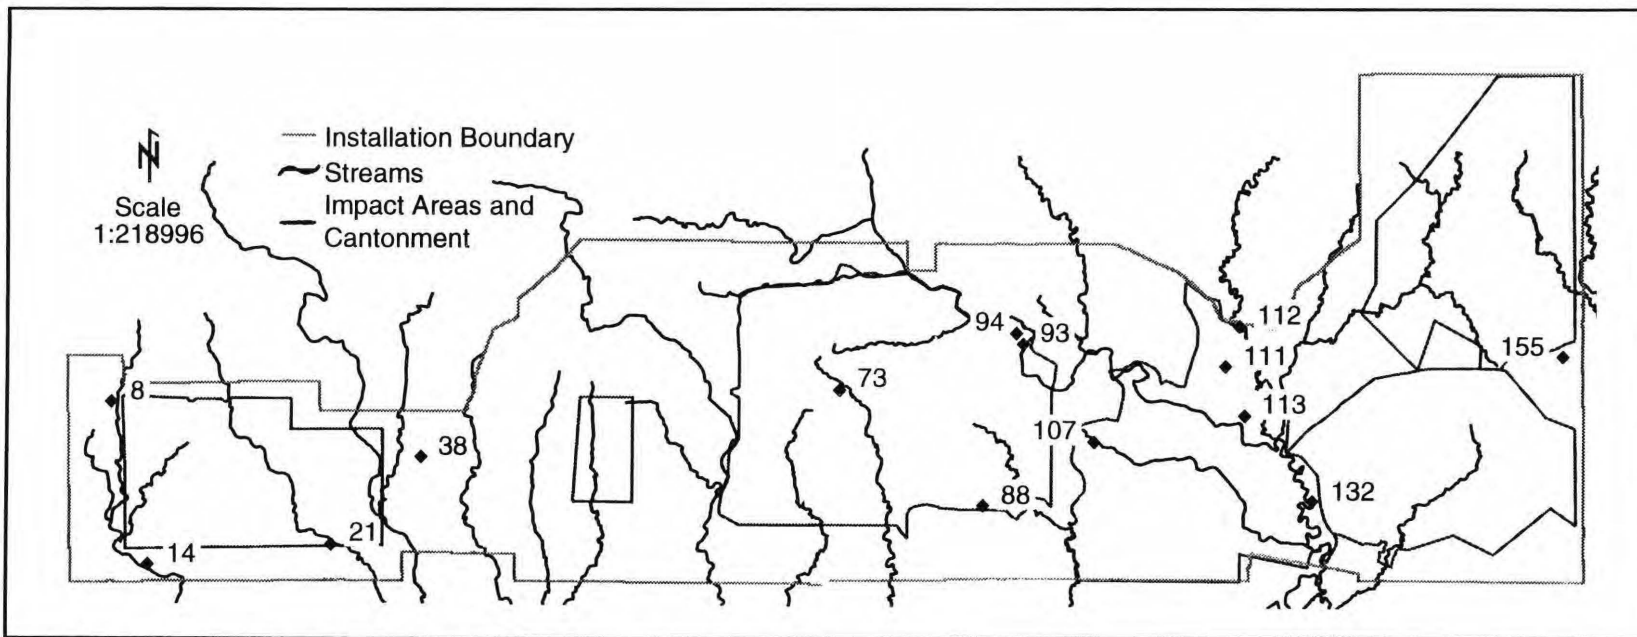 N
Scale
1:218996
Installation Boundary
Streams
Impact Areas and
Cantonment
8
14
21
38
73
94
93
88
107
112
111
113
132
155